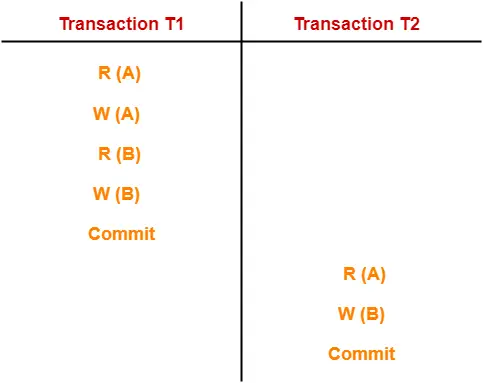 Transaction T1 Transaction T2
R (A)
W (A)
R (B)
W (B)
Commit
R (A)
W (B)
Commit